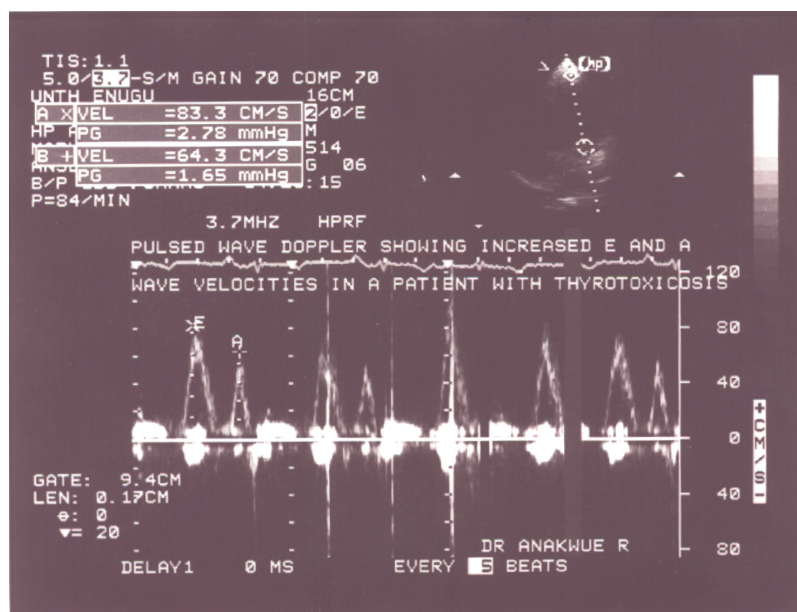 TIS:1.1
5.0/3.7-S/M GAIN 70 COMP 70
UNTH ENUGU 16CM
A × VEL =83.3 CM/S 2/0/E
HP PG =2.78 mmHg M
B + VEL =64.3 CM/S 514
PG =1.65 mmHg G 06
B/P :15
P=84/MIN
[hp]
3.7MHZ HPRF
PULSED WAVE DOPPLER SHOWING INCREASED E AND A
WAVE VELOCITIES IN A PATIENT WITH THYROTOXICOSIS
120
E
80
A
40
0
+CM/S-
GATE: 9.4CM
LEN: 0.17CM
40
⊖: 0
▼= 20
80
DR ANAKWUE R
DELAY1 0 MS EVERY 5 BEATS